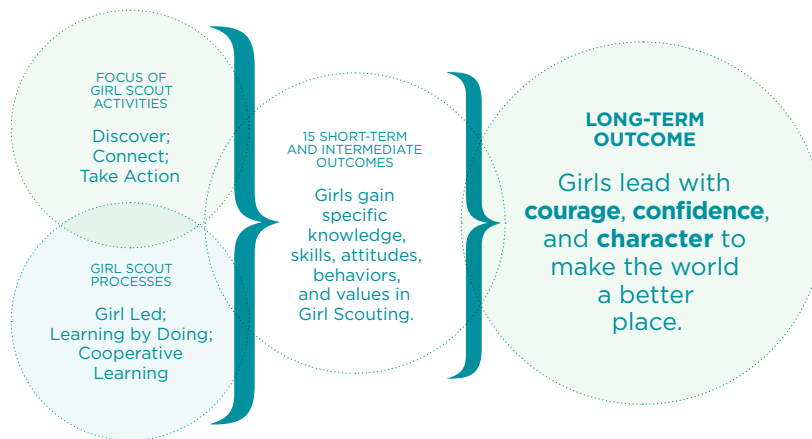 FOCUS OF
GIRL SCOUT
ACTIVITIES
Discover;
Connect;
Take Action
GIRL SCOUT
PROCESSES
Girl Led;
Learning by Doing;
Cooperative
Learning
15 SHORT-TERM
AND INTERMEDIATE
OUTCOMES
Girls gain
specific
knowledge,
skills, attitudes,
behaviors,
and values in
Girl Scouting.
LONG-TERM
OUTCOME
Girls lead with
courage, confidence,
and character to
make the world
a better
place.